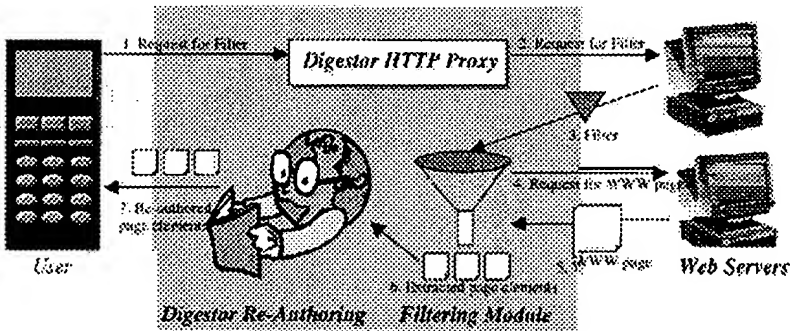 1. Request for Filter
Digestor HTTP Proxy
2. Request for Filter
3. Filter
4. Request for WWW page
7. Re-authored
page elements
5. WWW page
6. Extracted page elements
User
Web Servers
Digestor Re-Authoring
Filtering Module